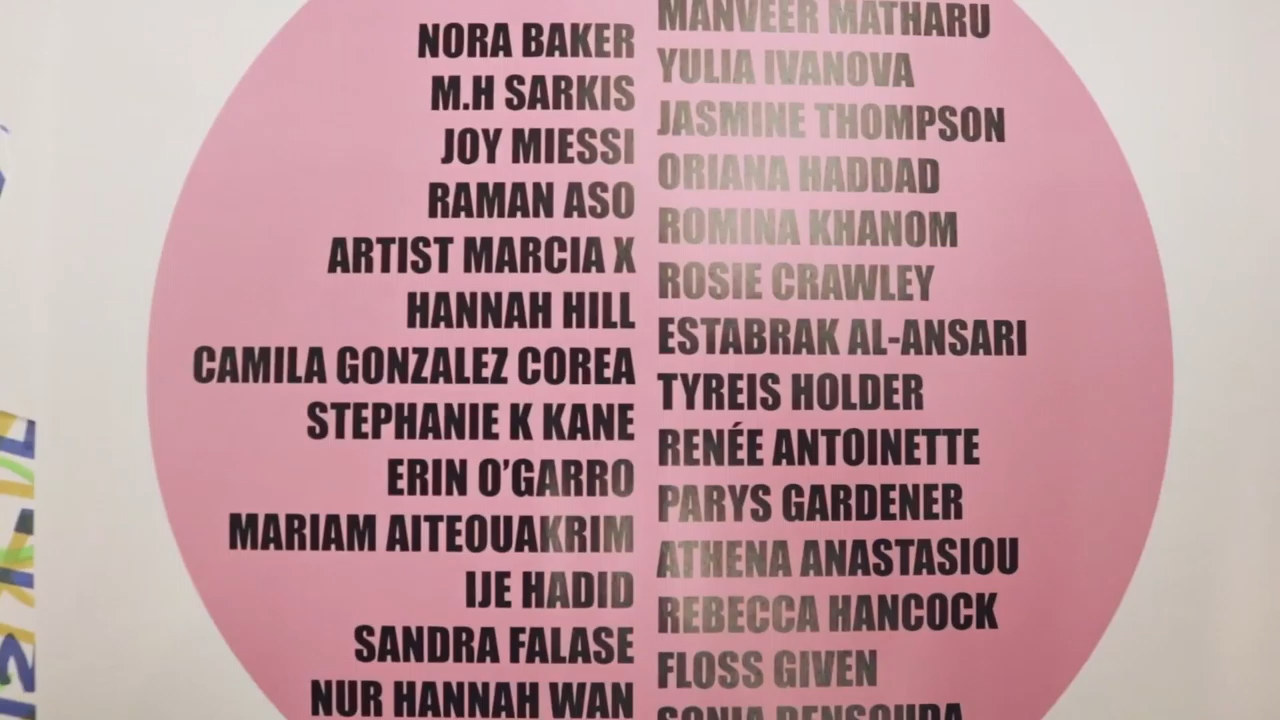 NORA BAKER
M.H SARKIS
JOY MIESSI
RAMAN ASO
ARTIST MARCIA X
HANNAH HILL
CAMILA GONZALEZ COREA
STEPHANIE K KANE
ERIN O’GARRO
MARIAM AITEOUAKRIM
IJE HADID
SANDRA FALASE
NUR HANNAH WAN
MANVEER MATHARU
YULIA IVANOVA
JASMINE THOMPSON
ORIANA HADDAD
ROMINA KHANOM
ROSIE CRAWLEY
ESTABRAK AL-ANSARI
TYREIS HOLDER
RENÉE ANTOINETTE
PARYS GARDENER
ATHENA ANASTASIOU
REBECCA HANCOCK
FLOSS GIVEN
SONIA